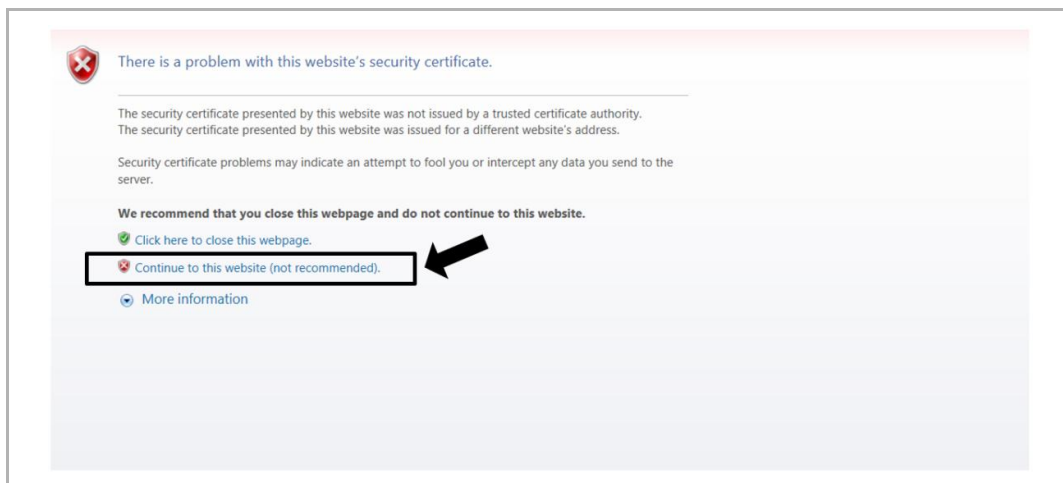 There is a problem with this website's security certificate.
The security certificate presented by this website was not issued by a trusted certificate authority.
The security certificate presented by this website was issued for a different website's address.
Security certificate problems may indicate an attempt to fool you or intercept any data you send to the
server.
We recommend that you close this webpage and do not continue to this website.
Click here to close this webpage.
Continue to this website (not recommended).
More information